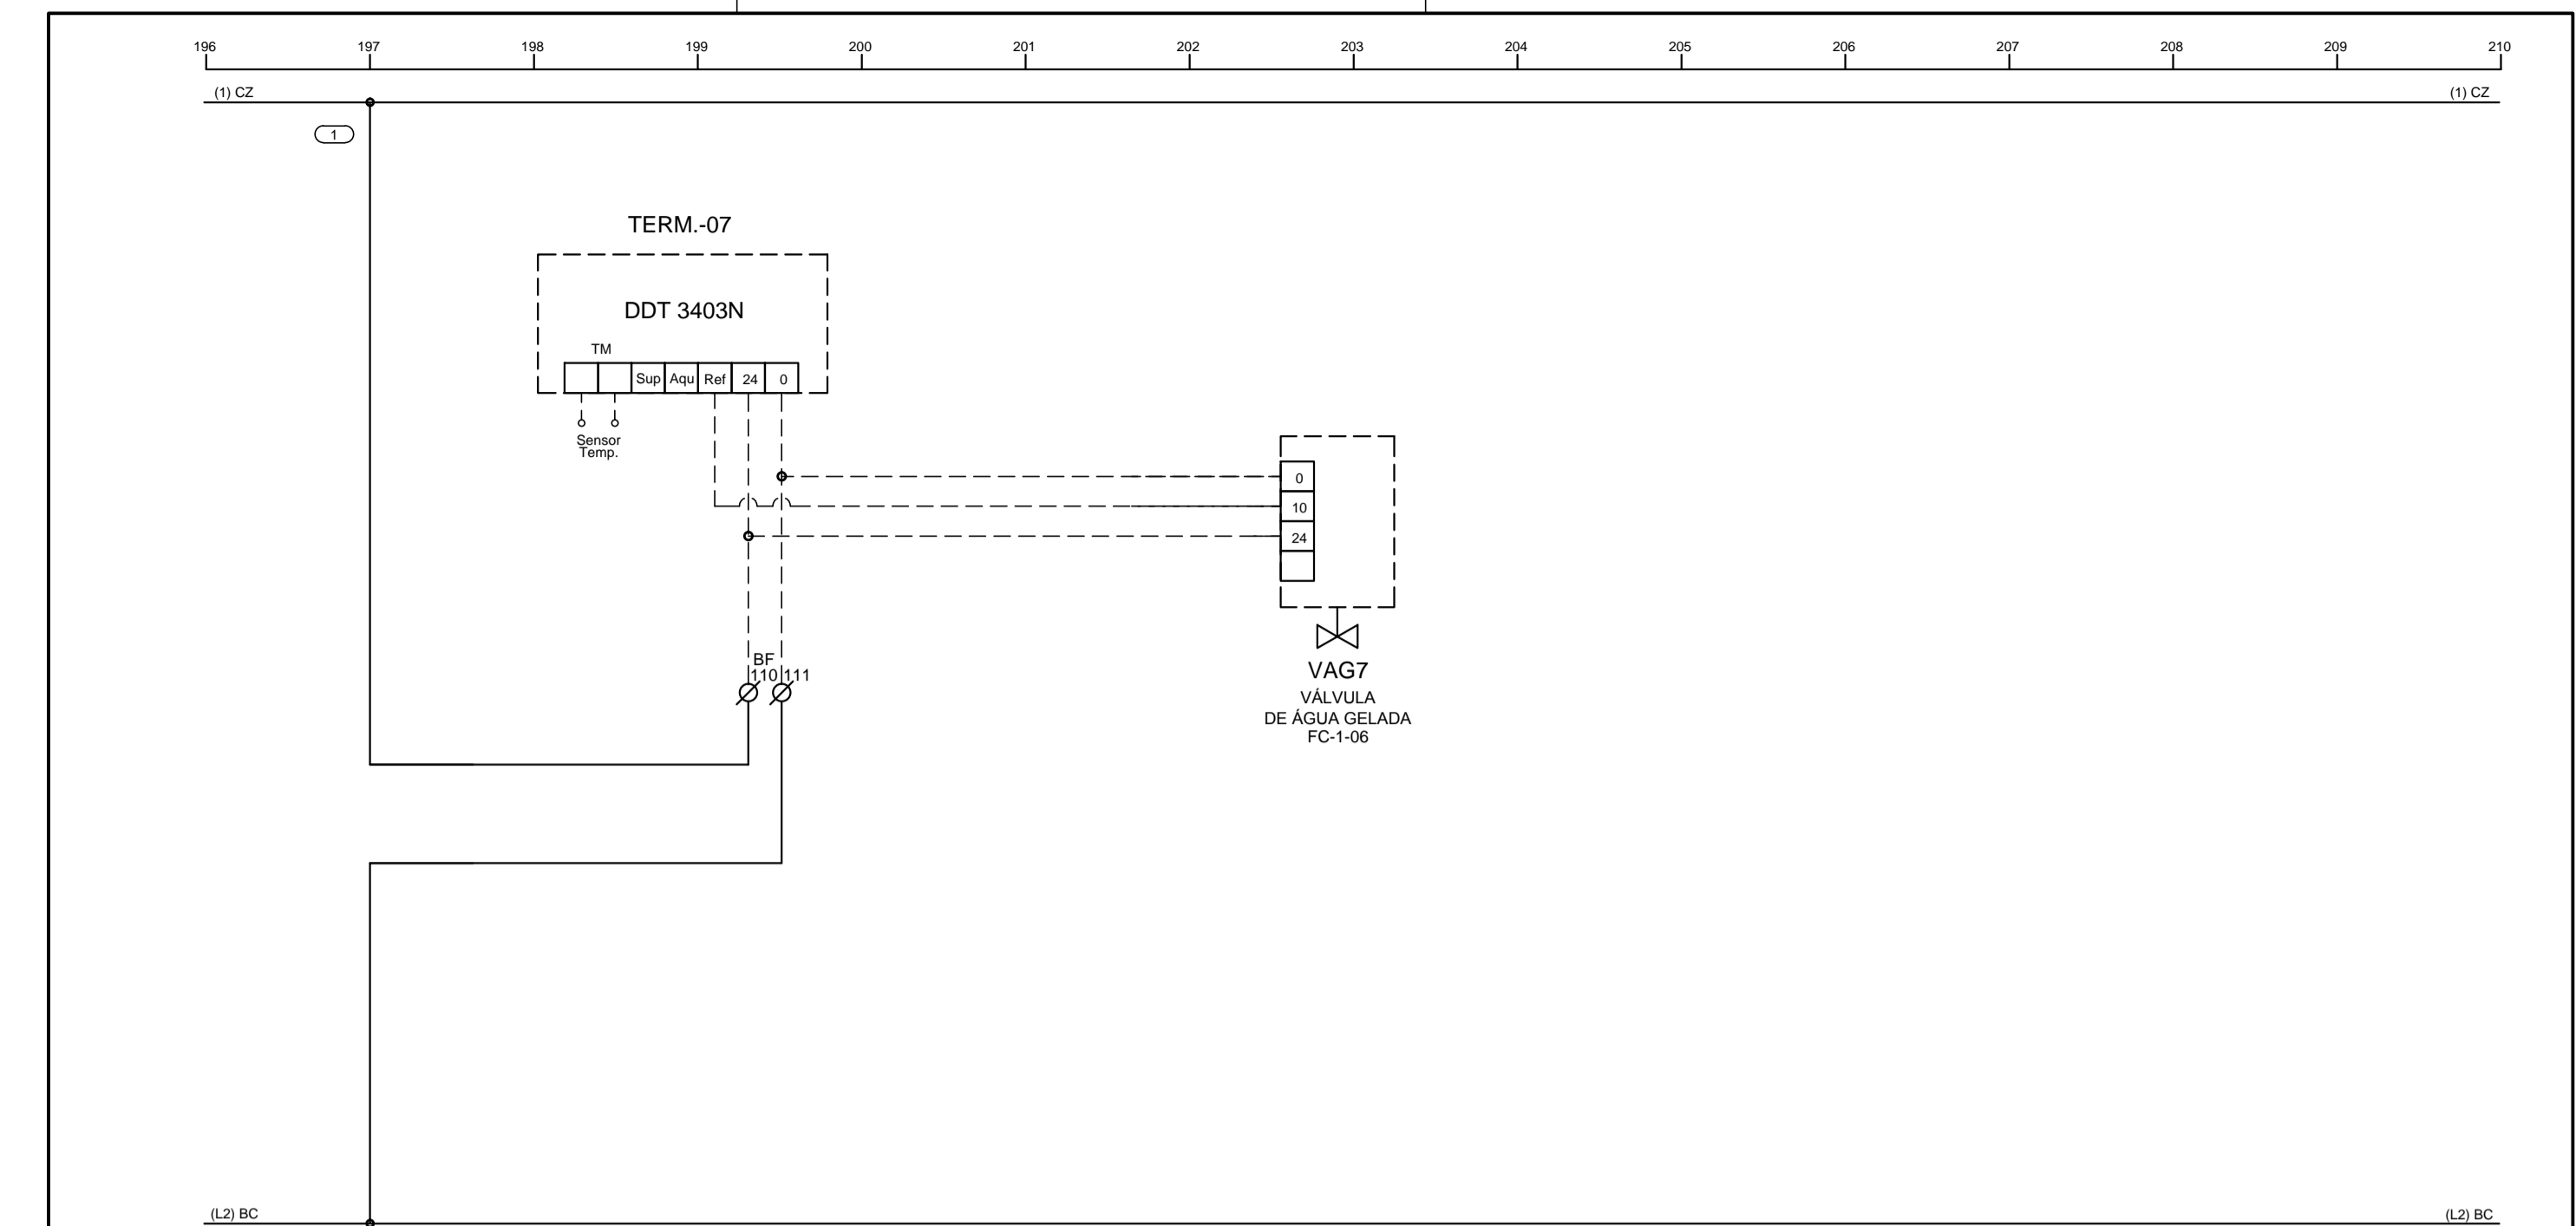 196 197 198 199 200 201 202 203 204 205 206 207 208 209 210
(1) CZ (1) CZ
1
TERM.-07
DDT 3403N
TM
Sup Aqu Ref 24 0
Sensor
Temp.
0
10
24
BF
110 111
VAG7
VÁLVULA
DE ÁGUA GELADA
FC-1-06
(L2) BC (L2) BC